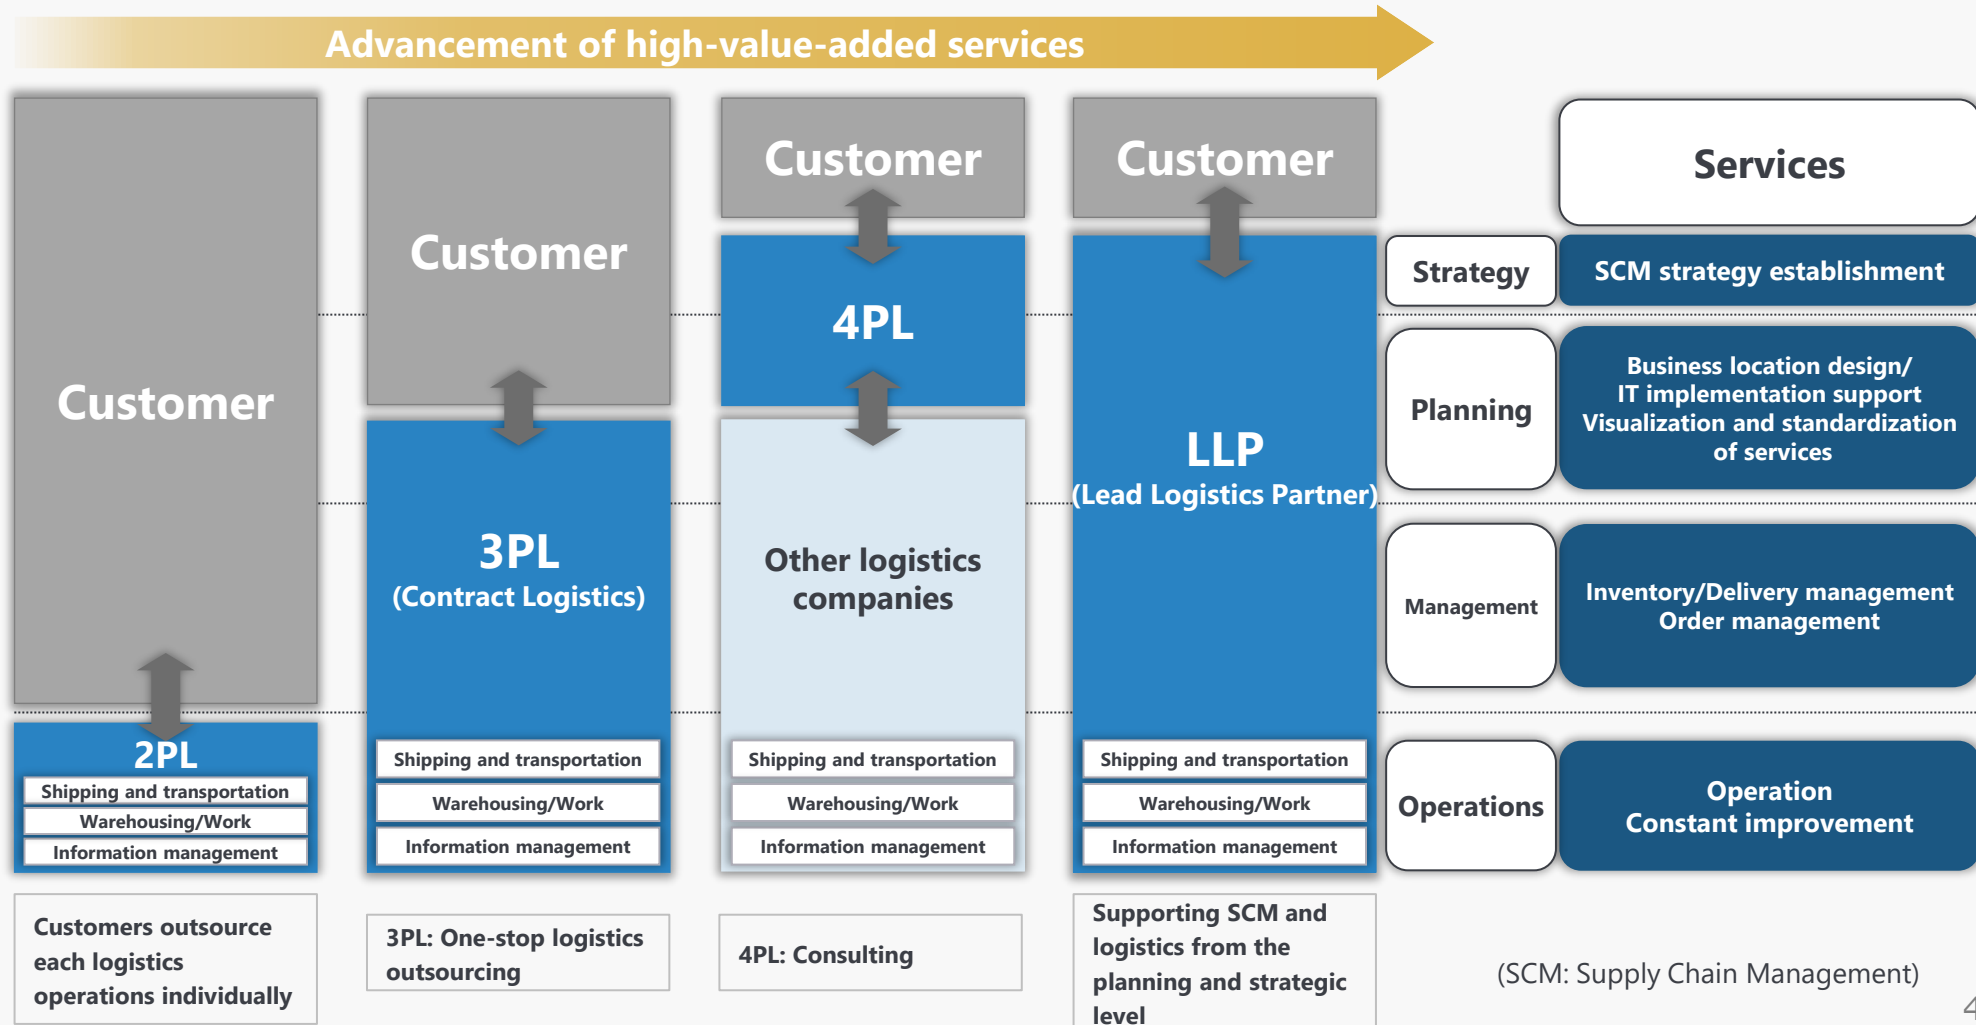 Advancement of high-value-added services
Customer
2PL
Shipping and transportation
Warehousing/Work
Information management
Customers outsource
each logistics
operations individually
Customer
3PL
(Contract Logistics)
Shipping and transportation
Warehousing/Work
Information management
3PL: One-stop logistics
outsourcing
Customer
4PL
Other logistics
companies
Shipping and transportation
Warehousing/Work
Information management
4PL: Consulting
Customer
LLP
(Lead Logistics Partner)
Shipping and transportation
Warehousing/Work
Information management
Supporting SCM and
logistics from the
planning and strategic
level
Services
Strategy
SCM strategy establishment
Planning
Business location design/
IT implementation support
Visualization and standardization
of services
Management
Inventory/Delivery management
Order management
Operations
Operation
Constant improvement
(SCM: Supply Chain Management)
4